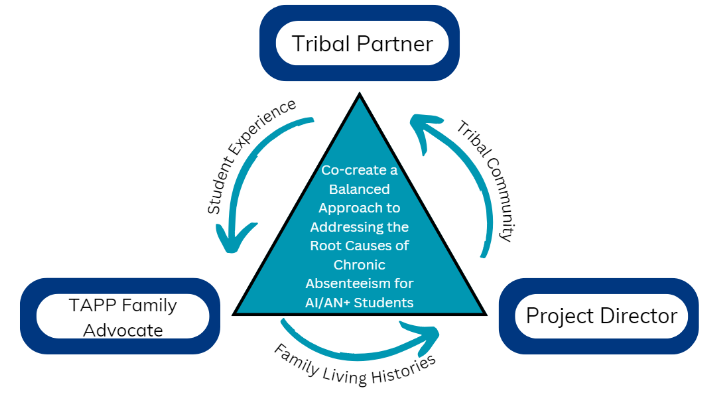 Tribal Partner
Student Experience
Tribal Community
Co-create a
Balanced
Approach to
Addressing the
Root Causes of
Chronic
Absenteeism for
AI/AN+ Students
TAPP Family
Advocate
Project Director
Family Living Histories